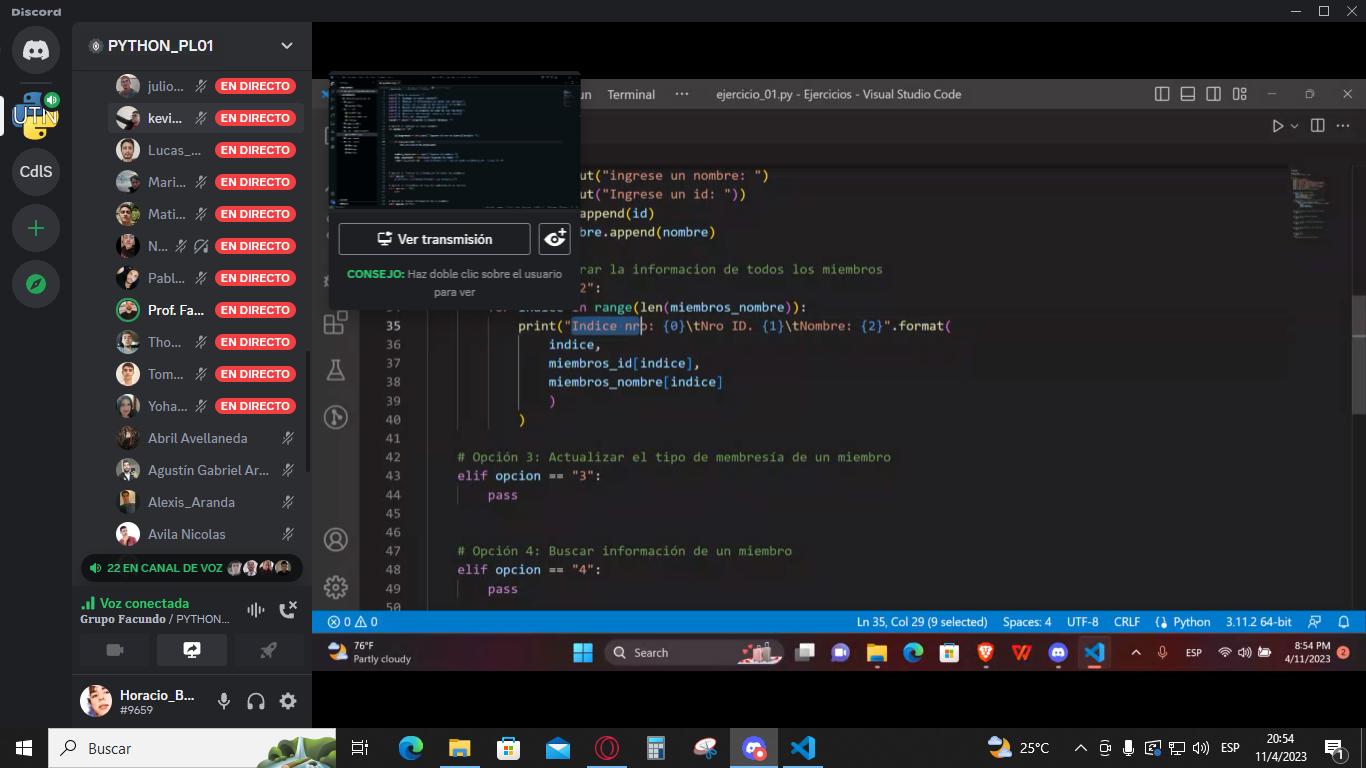 Discord
PYTHON_PL01
julio... EN DIRECTO
kevi... EN DIRECTO
Lucas_... EN DIRECTO
Mari... EN DIRECTO
Mati... EN DIRECTO
N... EN DIRECTO
Pabl... EN DIRECTO
Prof. Fa... EN DIRECTO
Tho... EN DIRECTO
Tom... EN DIRECTO
Yoha... EN DIRECTO
Abril Avellaneda
Agustín Gabriel Ar...
Alexis_Aranda
Avila Nicolas
22 EN CANAL DE VOZ
Voz conectada
Grupo Facundo / PYTHON...
Horacio_B...
#9659
UTN
CdlS
Ver transmisión
CONSEJO: Haz doble clic sobre el usuario
para ver
un Terminal ··· ejercicio_01.py - Ejercicios - Visual Studio Code
ut("ingrese un nombre: ")
ut("Ingrese un id: "))
append(id)
bre.append(nombre)
rar la informacion de todos los miembros
2":
in range(len(miembros_nombre)):
35 print("Indice nro: {0}\tNro ID. {1}\tNombre: {2}".format(
36 indice,
37 miembros_id[indice],
38 miembros_nombre[indice]
39 )
40 )
41
42 # Opción 3: Actualizar el tipo de membresía de un miembro
43 elif opcion == "3":
44 pass
45
46
47 # Opción 4: Buscar información de un miembro
48 elif opcion == "4":
49 pass
50
0 0 Ln 35, Col 29 (9 selected) Spaces: 4 UTF-8 CRLF Python 3.11.2 64-bit
76°F
Partly cloudy
Search
ESP
8:54 PM
4/11/2023
2
Buscar
25°C
ESP
20:54
11/4/2023
1